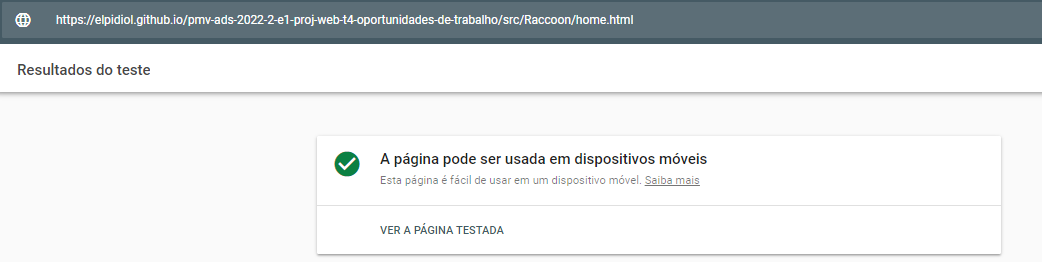 https://elpidiol.github.io/pmv-ads-2022-2-e1-proj-web-t4-oportunidades-de-trabalho/src/Raccoon/home.html
Resultados do teste
A página pode ser usada em dispositivos móveis
Esta página é fácil de usar em um dispositivo móvel. Saiba mais
VER A PÁGINA TESTADA